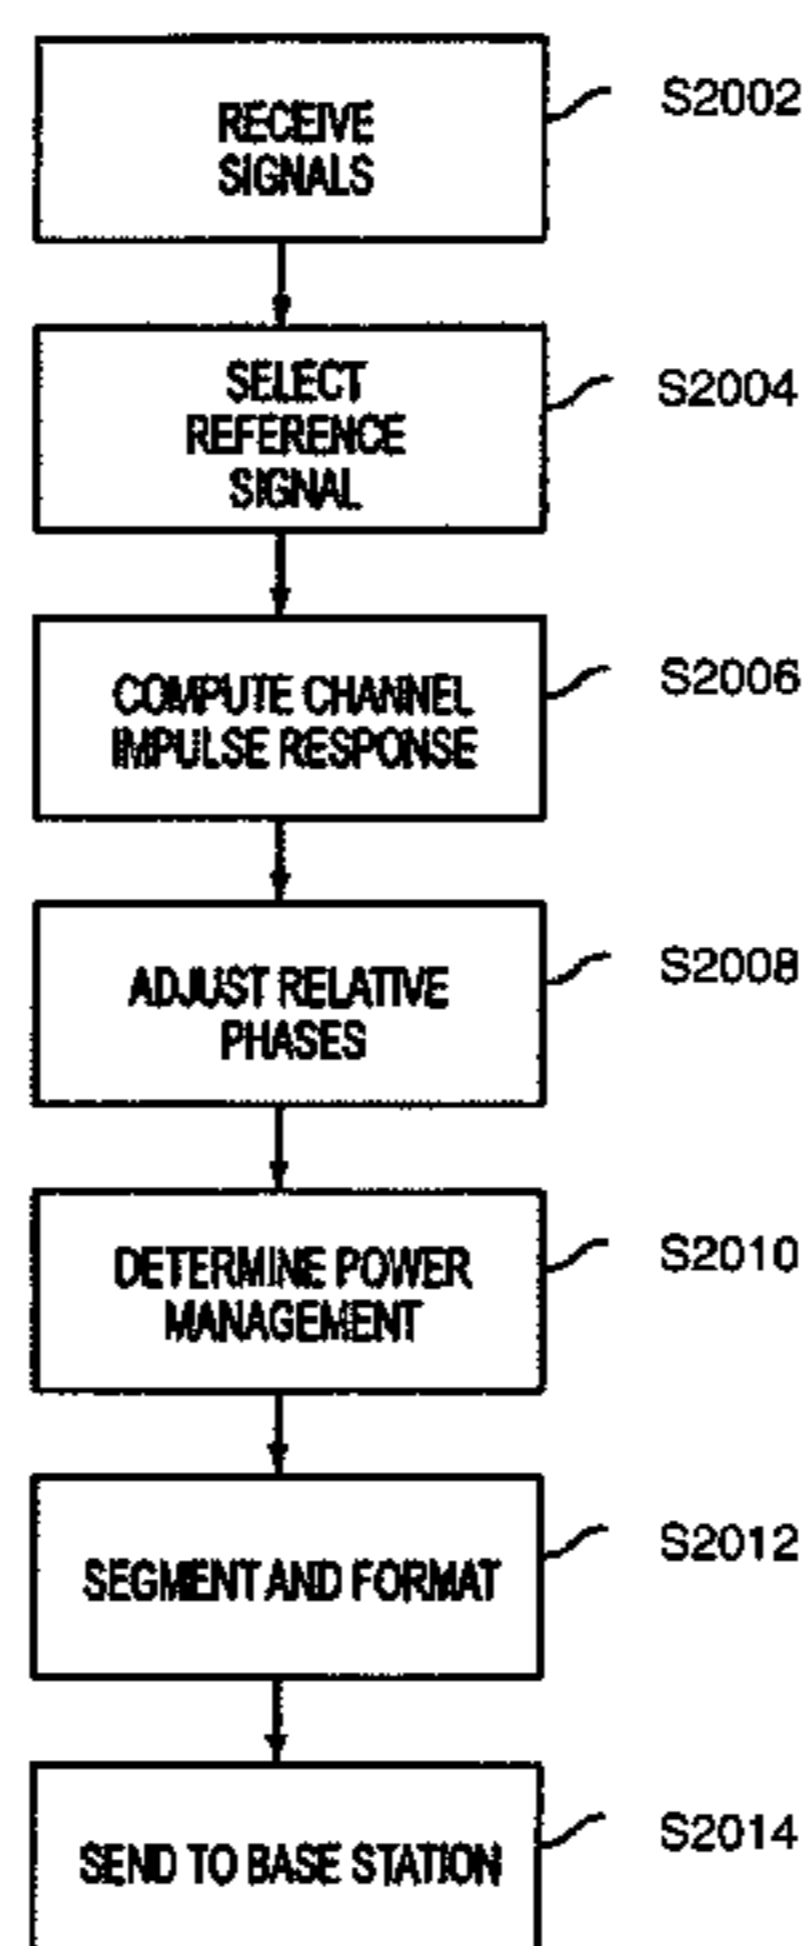 RECEIVE
SIGNALS
S2002
SELECT
REFERENCE
SIGNAL
S2004
COMPUTE CHANNEL
IMPULSE RESPONSE
S2006
ADJUST RELATIVE
PHASES
S2008
DETERMINE POWER
MANAGEMENT
S2010
SEGMENT AND FORMAT
S2012
SEND TO BASE STATION
S2014